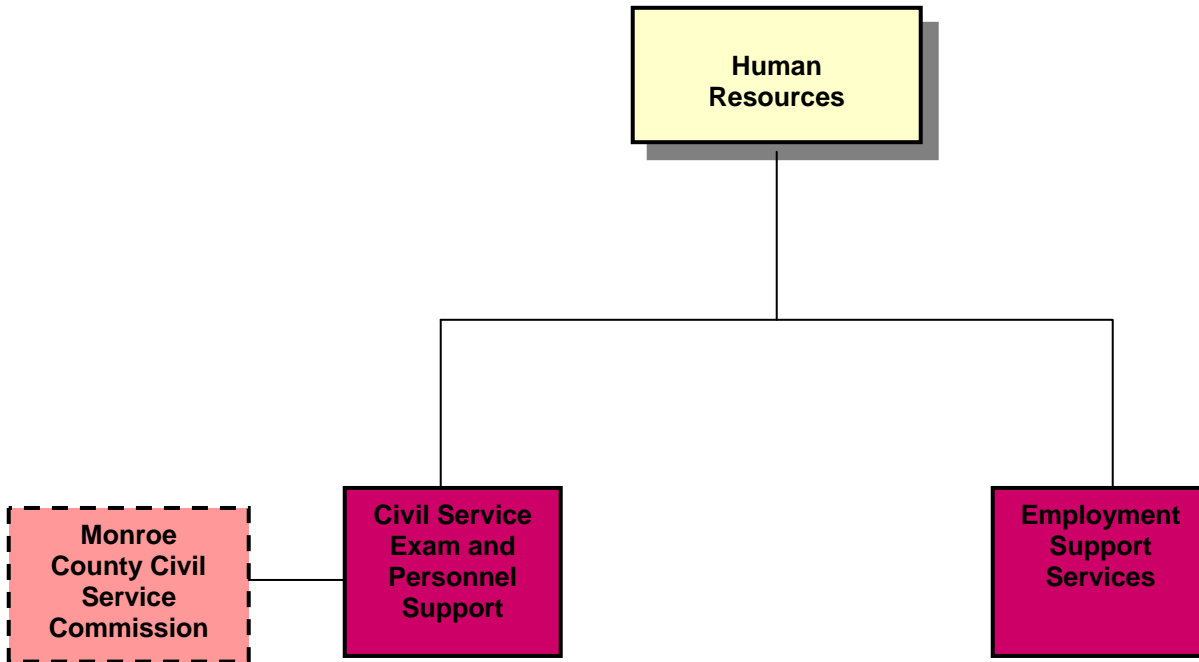 Human
Resources
Monroe
County Civil
Service
Commission
Civil Service
Exam and
Personnel
Support
Employment
Support
Services